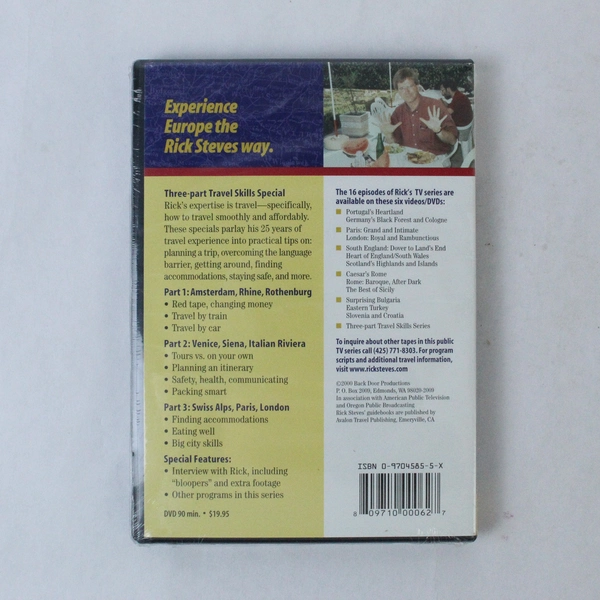 Experience
Europe the
Rick Steves way.
Three-part Travel Skills Special
Rick's expertise is travel—specifically,
how to travel smoothly and affordably.
These specials parlay his 25 years of
travel experience into practical tips on:
planning a trip, overcoming the language
barrier, getting around, finding
accommodations, staying safe, and more.
Part 1: Amsterdam, Rhine, Rothenburg
• Red tape, changing money
• Travel by train
• Travel by car
Part 2: Venice, Siena, Italian Riviera
• Tours vs. on your own
• Planning an itinerary
• Safety, health, communicating
• Packing smart
Part 3: Swiss Alps, Paris, London
• Finding accommodations
• Eating well
• Big city skills
Special Features:
• Interview with Rick, including
"bloopers" and extra footage
• Other programs in this series
DVD 90 min. • $19.95
The 16 episodes of Rick's TV series are
available on these six videos/DVDs:
Portugal's Heartland
Germany's Black Forest and Cologne
Paris: Grand and Intimate
London: Royal and Rambunctious
South England: Dover to Land's End
Heart of England/South Wales
Scotland's Highlands and Islands
Caesar's Rome
Rome: Baroque, After Dark
The Best of Sicily
Surprising Bulgaria
Eastern Turkey
Slovenia and Croatia
Three-part Travel Skills Series
To inquire about other tapes in this public
TV series call (425) 771-8303. For program
scripts and additional travel information,
visit www.ricksteves.com
©2000 Back Door Productions
P. O. Box 2009, Edmonds, WA 98020-2009
In association with American Public Television
and Oregon Public Broadcasting
Rick Steves' guidebooks are published by
Avalon Travel Publishing, Emeryville, CA
ISBN 0-9704585-5-X
8 09710 00062 7